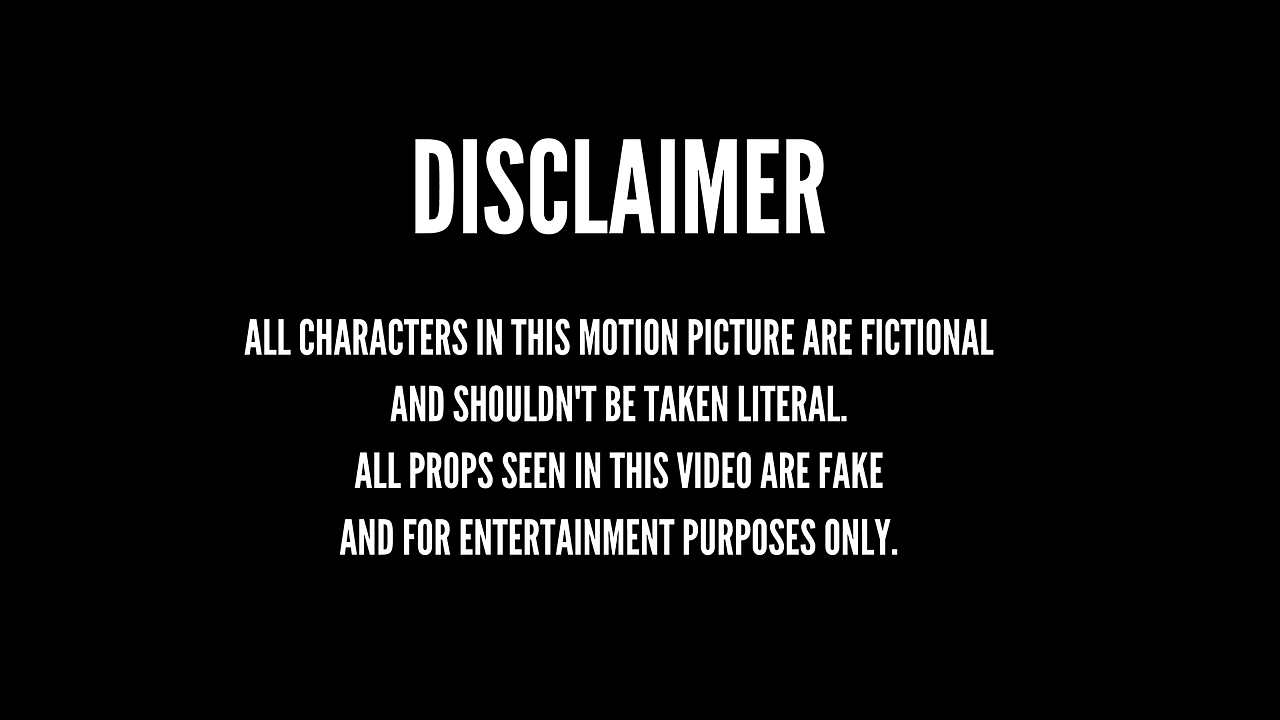 DISCLAIMER
ALL CHARACTERS IN THIS MOTION PICTURE ARE FICTIONAL
AND SHOULDN'T BE TAKEN LITERAL.
ALL PROPS SEEN IN THIS VIDEO ARE FAKE
AND FOR ENTERTAINMENT PURPOSES ONLY.